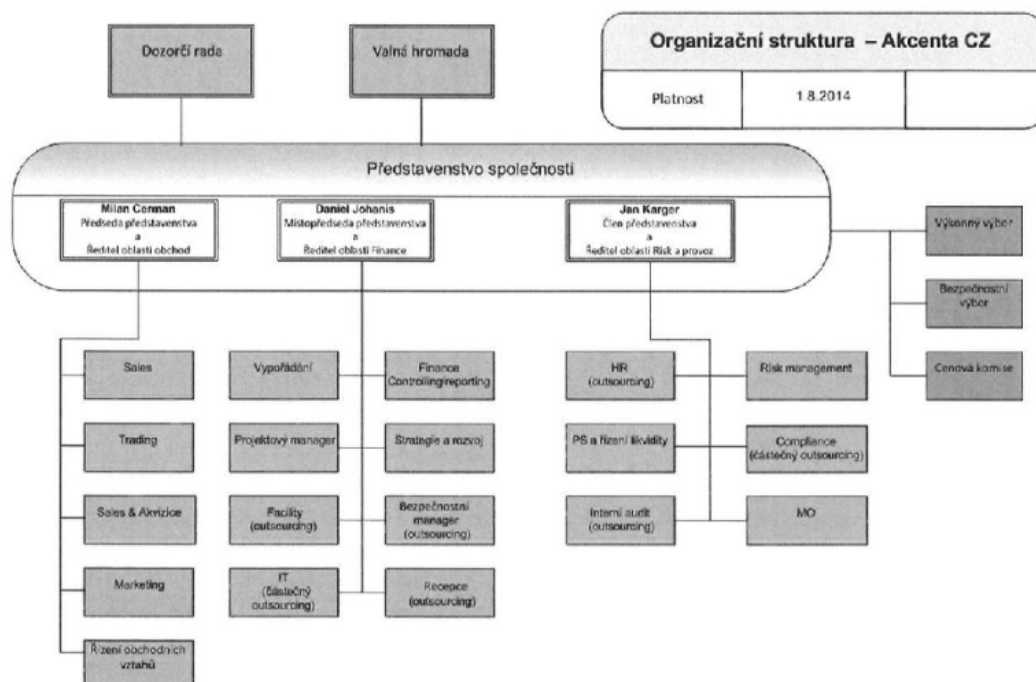 Dozorčí rada
Valná hromada
Organizační struktura – Akcenta CZ
Platnost
1.8.2014
Představenstvo společnosti
Milan Cerman
Předseda představenstva
a
Ředitel oblasti obchod
Daniel Johanis
Místopředseda představenstva
a
Ředitel oblasti Finance
Jan Karger
Člen představenstva
a
Ředitel oblasti Risk a provoz
Výkonný výbor
Bezpečnostní
výbor
Cenová komise
Sales
Trading
Sales & Akvizice
Marketing
Řízení obchodních
vztahů
Vypořádání
Finance
Controlling/reporting
Projektový manager
Strategie a rozvoj
Facility
(outsourcing)
Bezpečnostní
manager
(outsourcing)
IT
(částečný
outsourcing)
Recepce
(outsourcing)
HR
(outsourcing)
Risk management
PS a řízení likvidity
Compliance
(částečný outsourcing)
Interní audit
(outsourcing)
MO